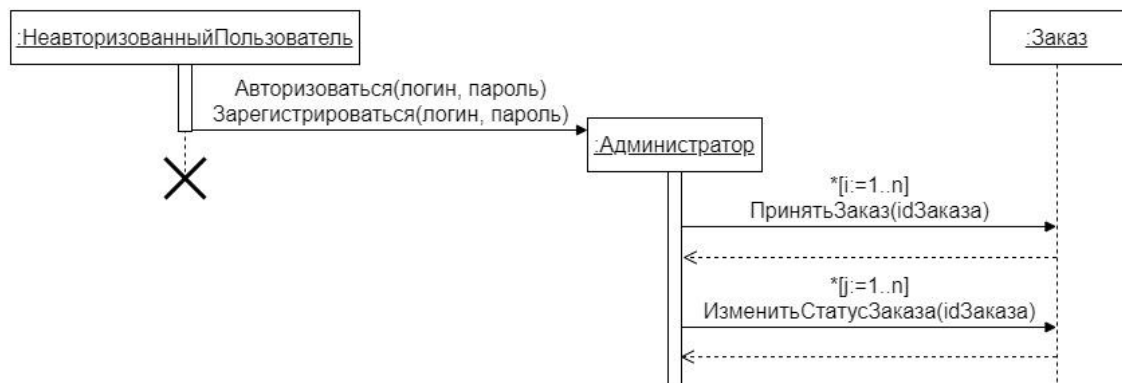 :НеавторизованныйПользователь
:Заказ
Авторизоваться(логин, пароль)
Зарегистрироваться(логин, пароль)
:Администратор
*[i:=1..n]
ПринятьЗаказ(idЗаказа)
*[j:=1..n]
ИзменитьСтатусЗаказа(idЗаказа)